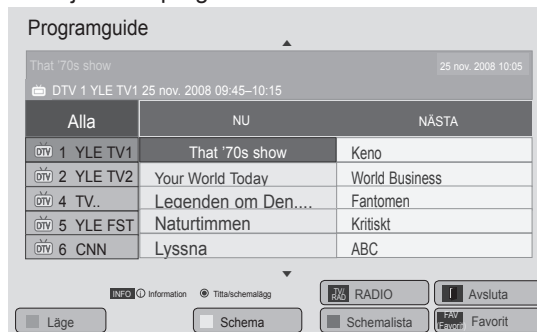 Programguide
That '70s show 25 nov. 2008 10:05
DTV 1 YLE TV1 25 nov. 2008 09:45–10:15
Alla NU NÄSTA
DTV 1 YLE TV1 That '70s show Keno
DTV 2 YLE TV2 Your World Today World Business
DTV 4 TV.. Legenden om Den.... Fantomen
DTV 5 YLE FST Naturtimmen Kritiskt
DTV 6 CNN Lyssna ABC
INFO i Information Titta/schemalägg TV/RAD RADIO Avsluta
Läge Schema Schemalista FAV Favorit Favorit